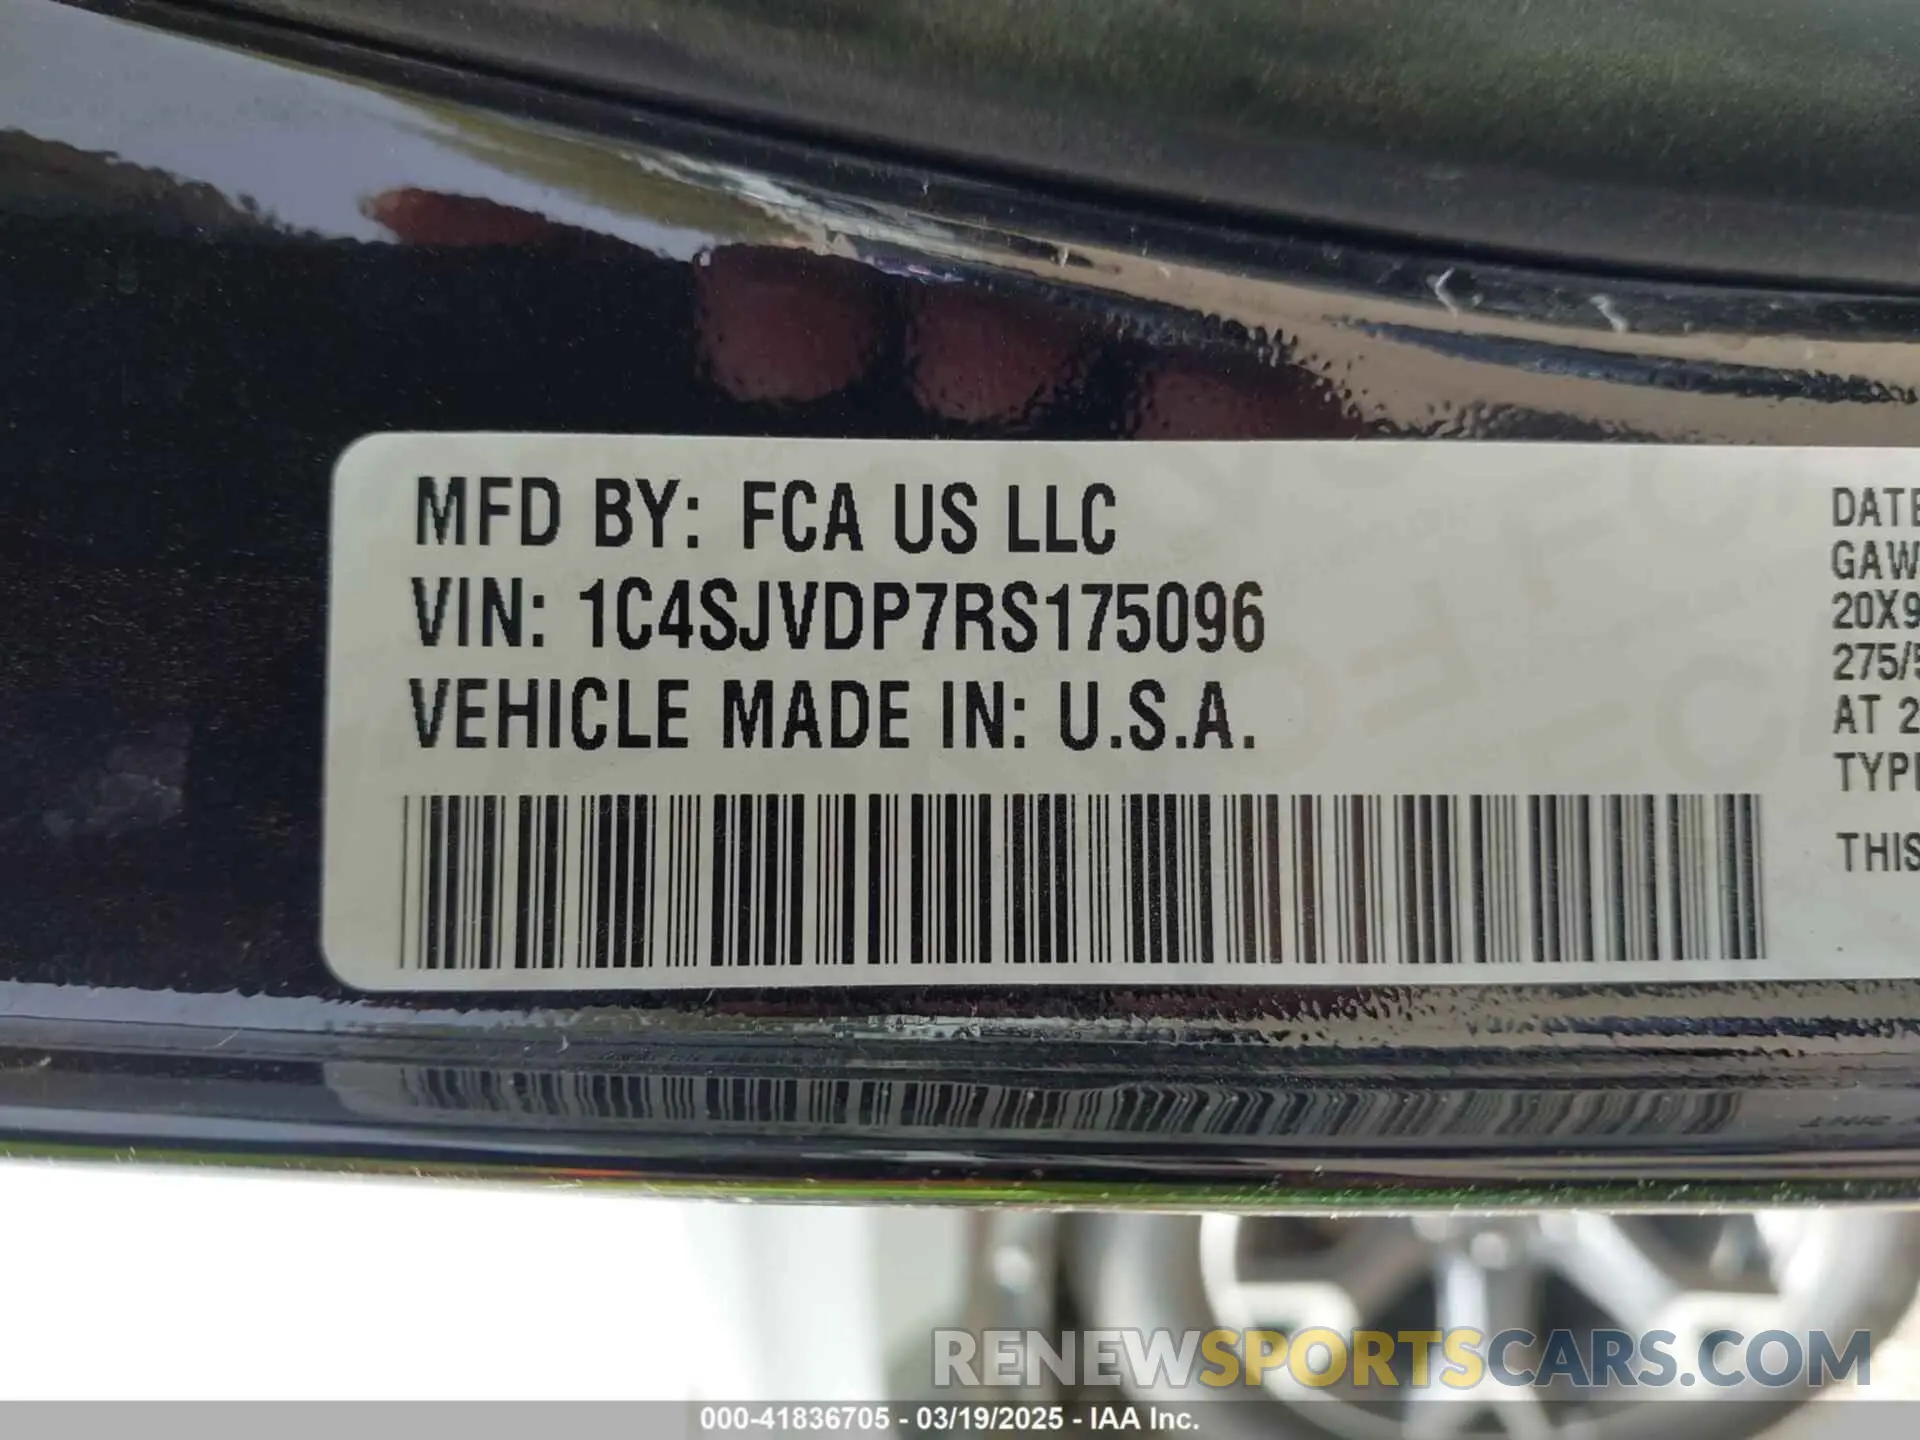 MFD BY: FCA US LLC
VIN: 1C4SJVDP7RS175096
VEHICLE MADE IN: U.S.A.
DATE
GAW
20X9
275/5
AT 2
TYPE
THIS
RENEWSPORTSCARS.COM
000-41836705 - 03/19/2025 - IAA Inc.